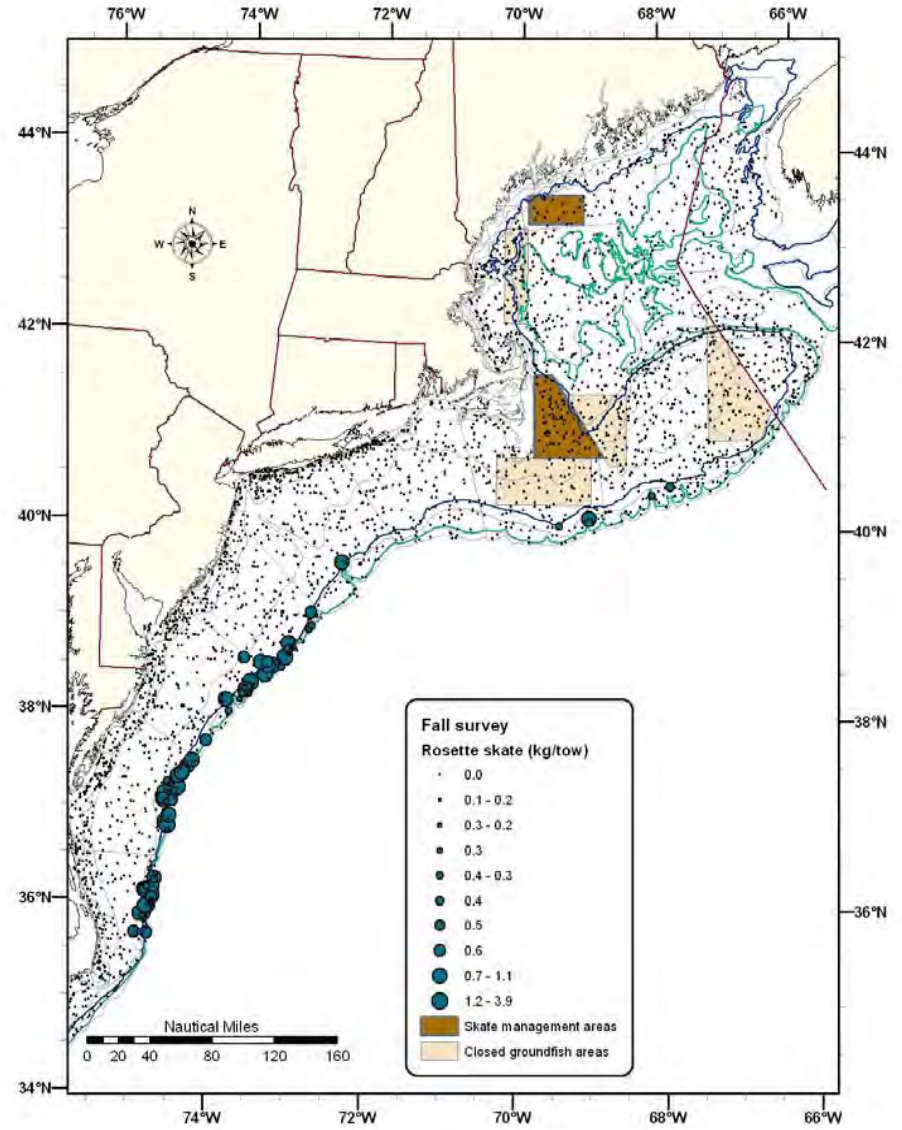 76°W 74°W 72°W 70°W 68°W 66°W
44°N 44°N
N
W E
S
42°N 42°N
40°N 40°N
38°N 38°N
Fall survey
Rosette skate (kg/tow)
0.0
0.1 - 0.2
0.3 - 0.2
0.3
0.4 - 0.3
0.4
0.5
0.6
0.7 - 1.1
1.2 - 3.9
Skate management areas
Closed groundfish areas
36°N 36°N
Nautical Miles
0 20 40 80 120 160
34°N
74°W 72°W 70°W 68°W 66°W